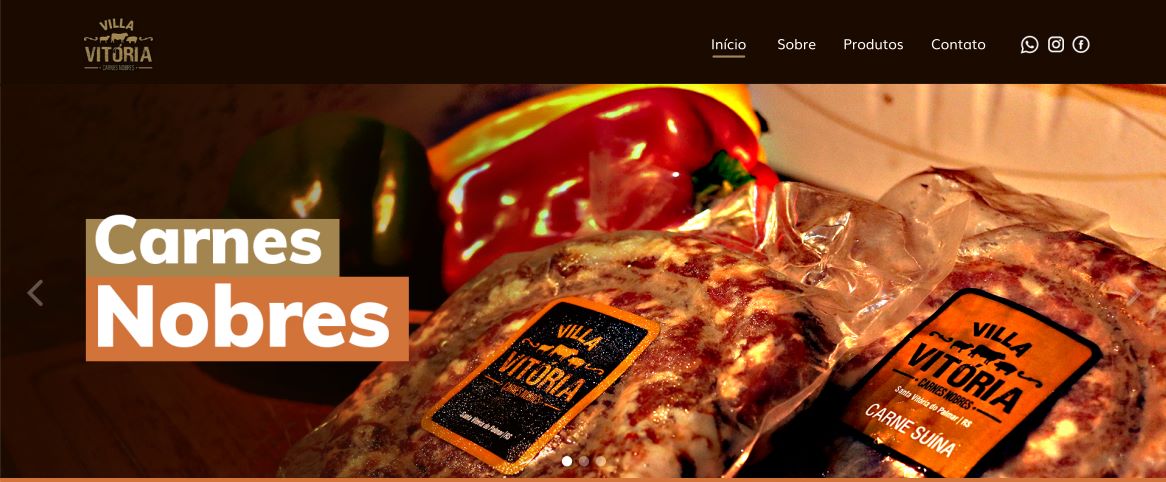 VILLA
VITÓRIA
CARNES NOBRES
Início
Sobre
Produtos
Contato
Carnes
Nobres
VILLA
VITÓRIA
CARNES NOBRES
Santa Vitória do Palmar / RS
VILLA
VITÓRIA
CARNES NOBRES
Santa Vitória do Palmar / RS
CARNE SUÍNA